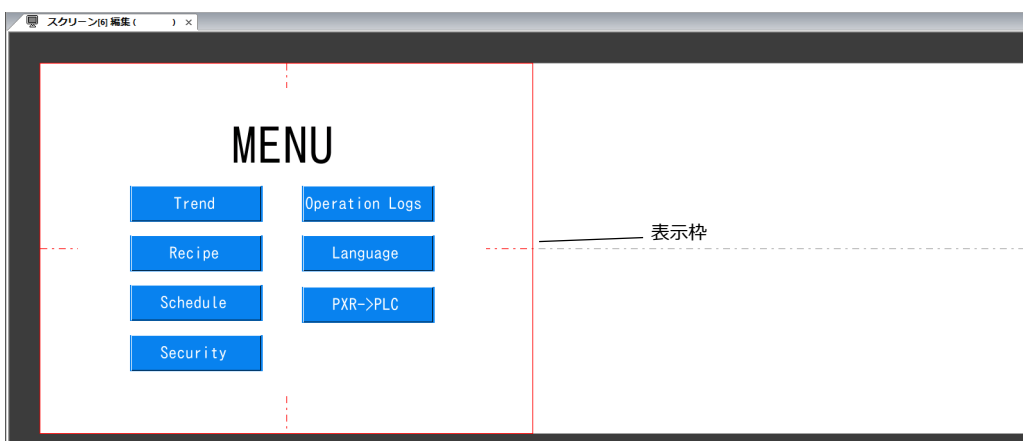 スクリーン[6] 編集 ( ) ×
MENU
Trend Operation Logs
表示枠
Recipe Language
Schedule PXR->PLC
Security